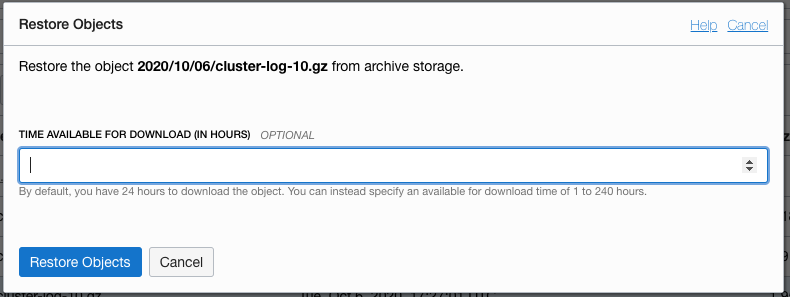 Restore Objects
Help Cancel
Restore the object 2020/10/06/cluster-log-10.gz from archive storage.
TIME AVAILABLE FOR DOWNLOAD (IN HOURS) OPTIONAL
By default, you have 24 hours to download the object. You can instead specify an available for download time of 1 to 240 hours.
Restore Objects Cancel